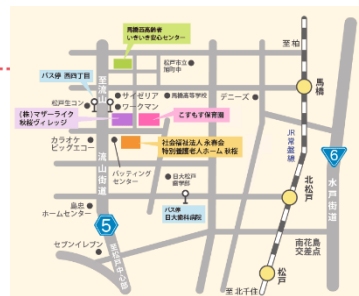 馬橋西高齢者
いきいき安心センター
至柏
松戸市立
旭町中
バス停 西四丁目
至流山
馬橋
松戸生コン
サイゼリア
馬橋高等学校
デニーズ
ワークマン
(株)マザーライク
秋桜ヴィレッジ
こすもす保育園
JR常磐線
カラオケ
ビッグエコー
社会福祉法人 永春会
特別養護老人ホーム 秋桜
6
流山街道
バッティング
センター
日大松戸
歯学部
北松戸
水戸街道
島忠
ホームセンター
バス停
日大歯科病院
5
セブンイレブン
至松戸中心部
南花島
交差点
松戸
至 北千住